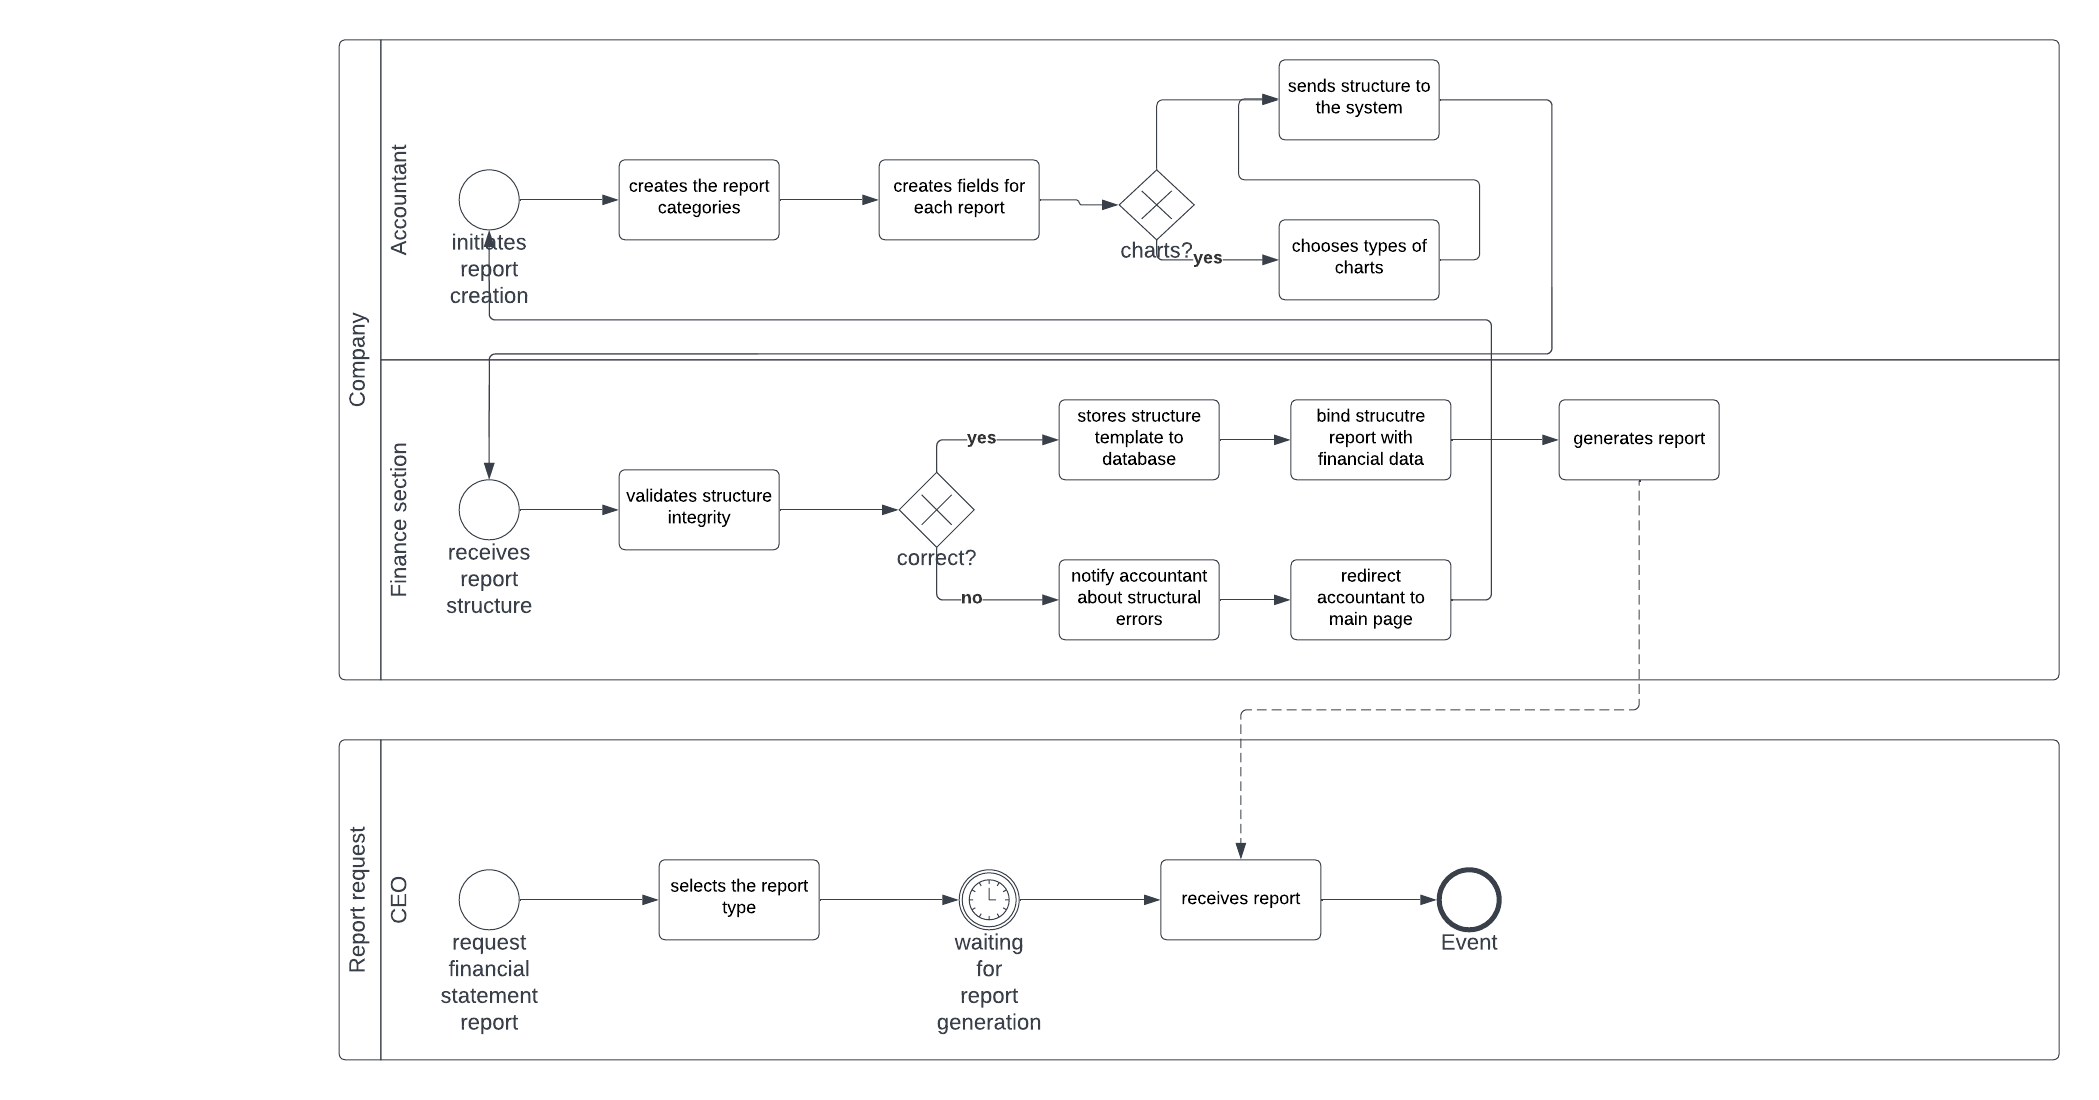 Company
Accountant
initiates
report
creation
creates the report
categories
creates fields for
each report
charts?
yes
sends structure to
the system
chooses types of
charts
Finance section
receives
report
structure
validates structure
integrity
correct?
yes
no
stores structure
template to
database
bind strucutre
report with
financial data
generates report
notify accountant
about structural
errors
redirect
accountant to
main page
Report request
CEO
request
financial
statement
report
selects the report
type
waiting
for
report
generation
receives report
Event